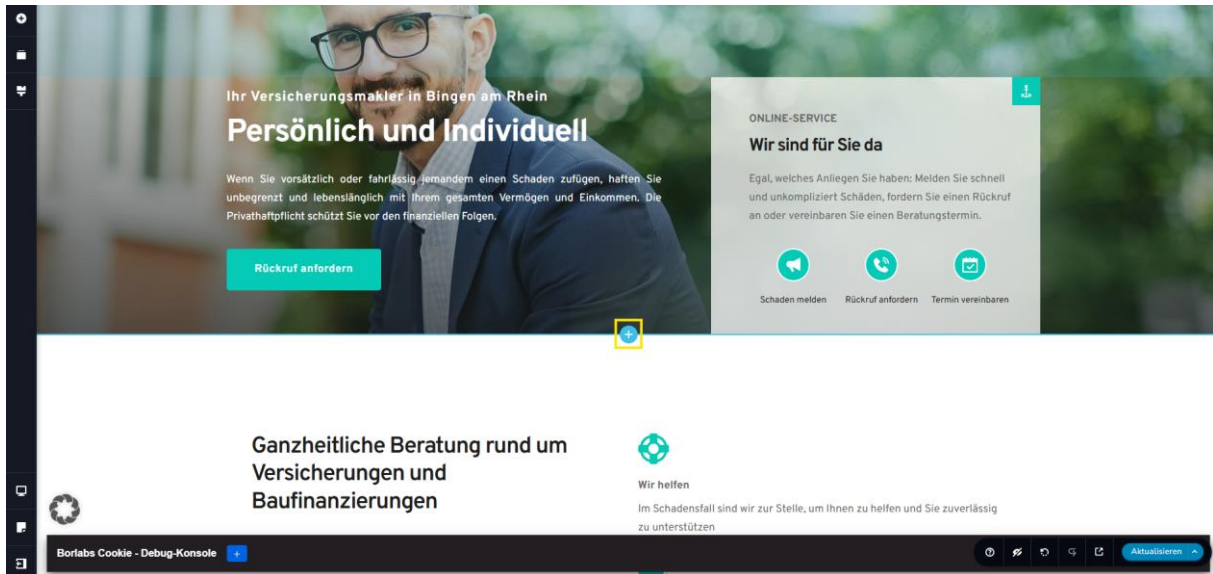 Ihr Versicherungsmakler in Bingen am Rhein
Persönlich und Individuell
Wenn Sie vorsätzlich oder fahrlässig jemandem einen Schaden zufügen, haften Sie
unbegrenzt und lebenslänglich mit Ihrem gesamten Vermögen und Einkommen. Die
Privathaftpflicht schützt Sie vor den finanziellen Folgen.
Rückruf anfordern
ONLINE-SERVICE
Wir sind für Sie da
Egal, welches Anliegen Sie haben: Melden Sie schnell
und unkompliziert Schäden, fordern Sie einen Rückruf
an oder vereinbaren Sie einen Beratungstermin.
Schaden melden
Rückruf anfordern
Termin vereinbaren
Ganzheitliche Beratung rund um
Versicherungen und
Baufinanzierungen
Wir helfen
Im Schadensfall sind wir zur Stelle, um Ihnen zu helfen und Sie zuverlässig
zu unterstützen
Borlabs Cookie - Debug-Konsole
Aktualisieren